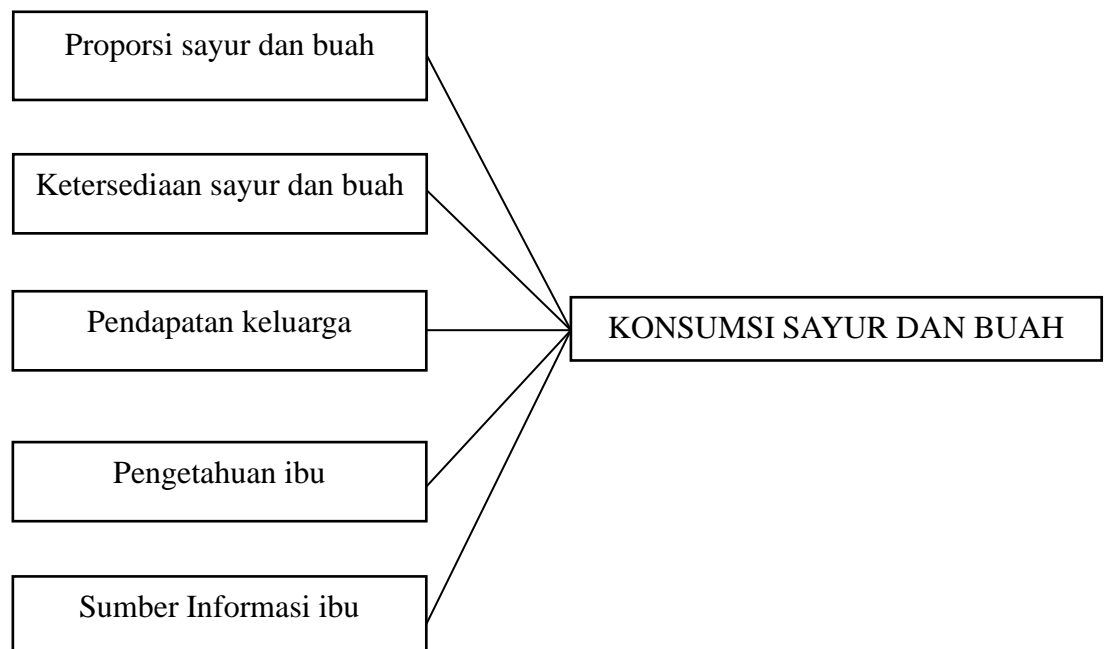 Proporsi sayur dan buah
Ketersediaan sayur dan buah
Pendapatan keluarga
KONSUMSI SAYUR DAN BUAH
Pengetahuan ibu
Sumber Informasi ibu